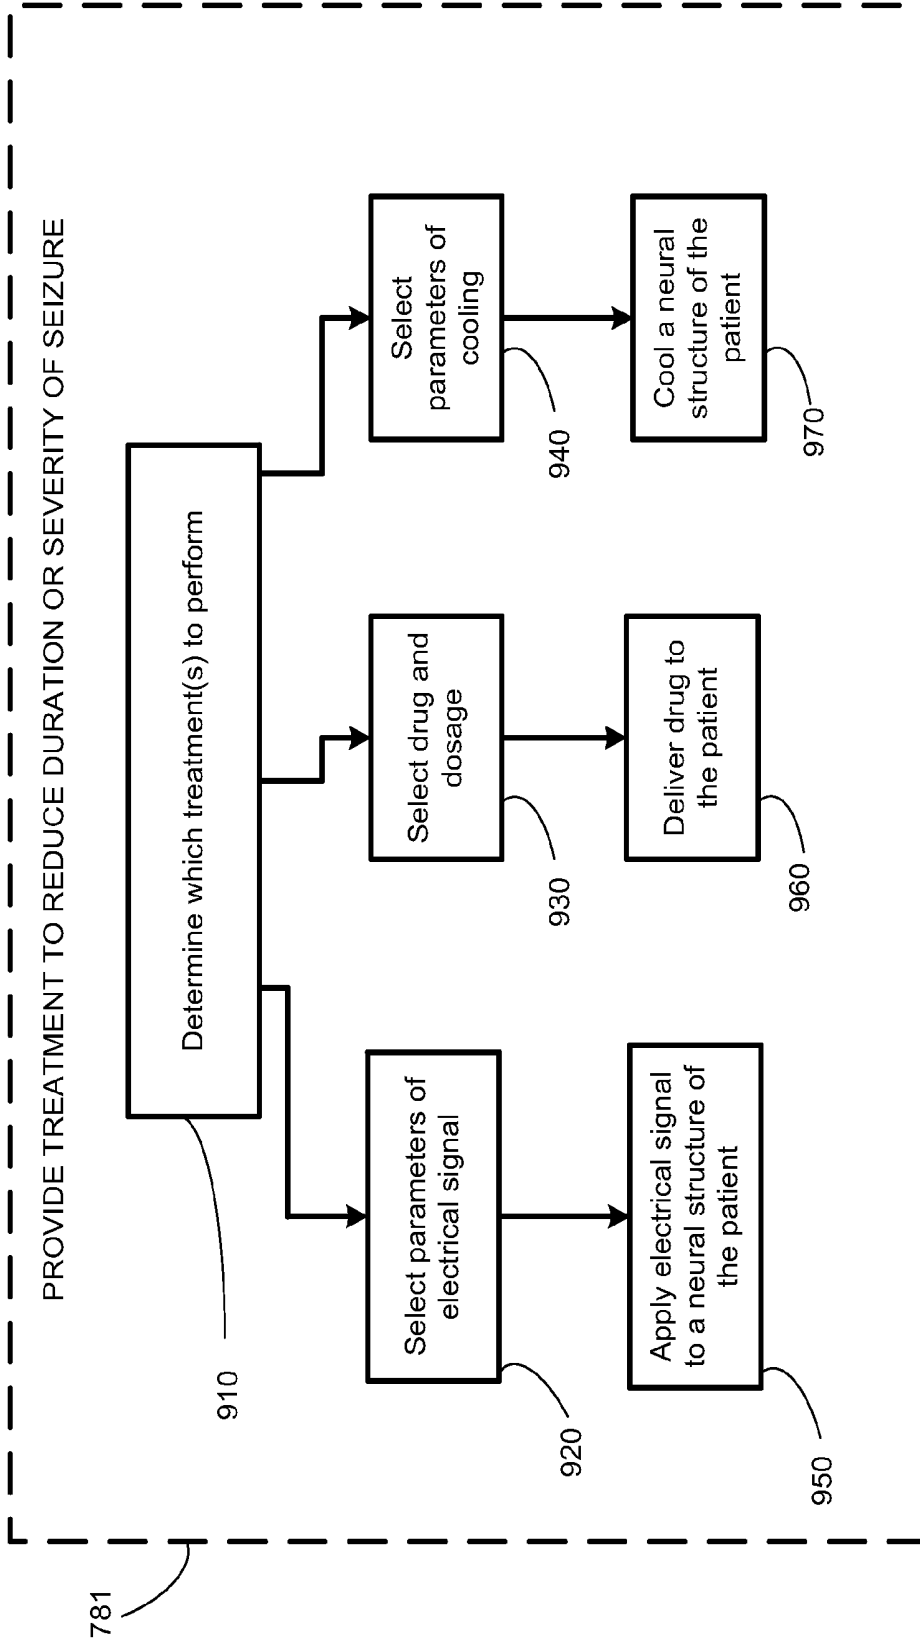 781
PROVIDE TREATMENT TO REDUCE DURATION OR SEVERITY OF SEIZURE
910
Determine which treatment(s) to perform
920
Select parameters of
electrical signal
930
Select drug and
dosage
940
Select
parameters of
cooling
950
Apply electrical signal
to a neural structure of
the patient
960
Deliver drug to
the patient
970
Cool a neural
structure of the
patient